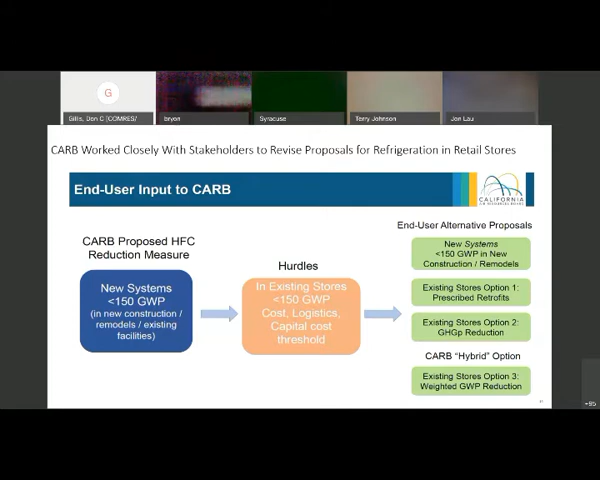 G
Gillis, Don C [COMRES/
bryon
Syracuse
Terry Johnson
Jon Lau
CARB Worked Closely With Stakeholders to Revise Proposals for Refrigeration in Retail Stores
End-User Input to CARB
CALIFORNIA
AIR RESOURCES BOARD
CARB Proposed HFC
Reduction Measure
New Systems
<150 GWP
(in new construction /
remodels / existing
facilities)
Hurdles
In Existing Stores
<150 GWP
Cost, Logistics,
Capital cost
threshold
End-User Alternative Proposals
New Systems
<150 GWP in New
Construction / Remodels
Existing Stores Option 1:
Prescribed Retrofits
Existing Stores Option 2:
GHGp Reduction
CARB "Hybrid" Option
Existing Stores Option 3:
Weighted GWP Reduction
+95